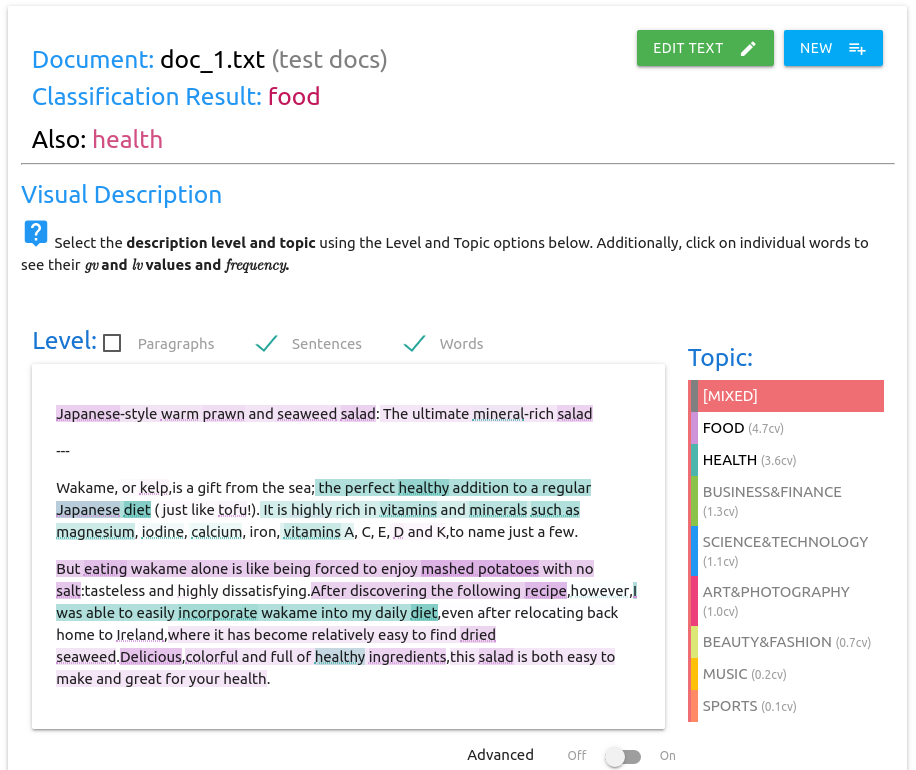 Document: doc_1.txt (test docs)
EDIT TEXT
NEW
Classification Result: food
Also: health
Visual Description
? Select the description level and topic using the Level and Topic options below. Additionally, click on individual words to
see their gv and lv values and frequency.
Level:
Paragraphs
Sentences
Words
Japanese-style warm prawn and seaweed salad: The ultimate mineral-rich salad
---
Wakame, or kelp,is a gift from the sea; the perfect healthy addition to a regular
Japanese diet ( just like tofu!). It is highly rich in vitamins and minerals such as
magnesium, iodine, calcium, iron, vitamins A, C, E, D and K,to name just a few.
But eating wakame alone is like being forced to enjoy mashed potatoes with no
salt:tasteless and highly dissatisfying.After discovering the following recipe,however,I
was able to easily incorporate wakame into my daily diet,even after relocating back
home to Ireland,where it has become relatively easy to find dried
seaweed.Delicious,colorful and full of healthy ingredients,this salad is both easy to
make and great for your health.
Topic:
[MIXED]
FOOD (4.7cv)
HEALTH (3.6cv)
BUSINESS&FINANCE
(1.3cv)
SCIENCE&TECHNOLOGY
(1.1cv)
ART&PHOTOGRAPHY
(1.0cv)
BEAUTY&FASHION (0.7cv)
MUSIC (0.2cv)
SPORTS (0.1cv)
Advanced
Off
On